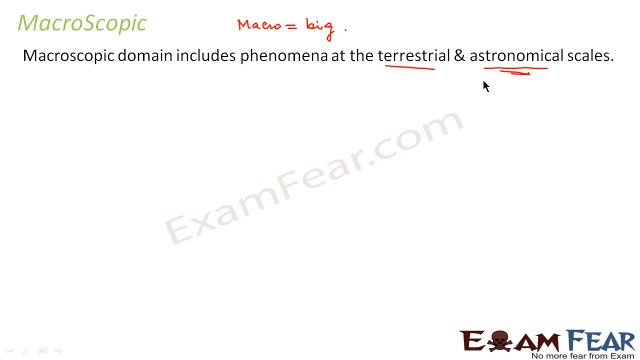 MacroScopic
Macro = big.
Macroscopic domain includes phenomena at the terrestrial & astronomical scales.
ExamFear.com
EXAM FEAR
No more fear from Exam